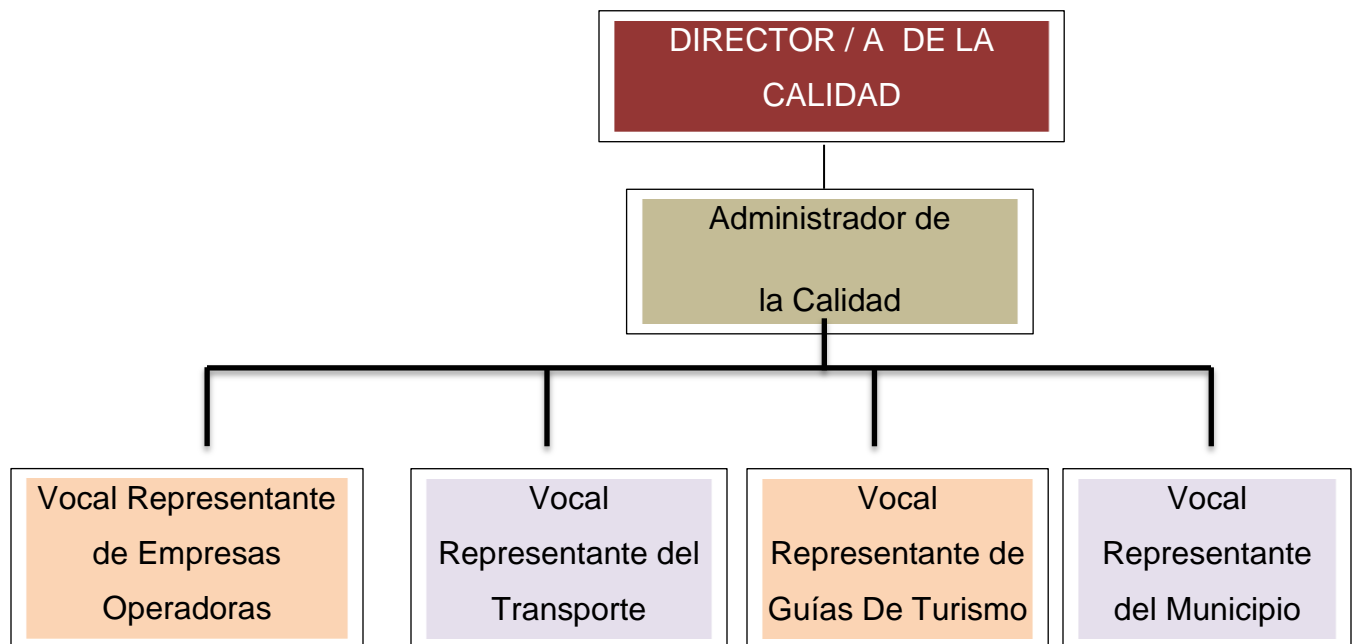 DIRECTOR / A DE LA
CALIDAD
Administrador de
la Calidad
Vocal Representante
de Empresas
Operadoras
Vocal
Representante del
Transporte
Vocal
Representante de
Guías De Turismo
Vocal
Representante
del Municipio